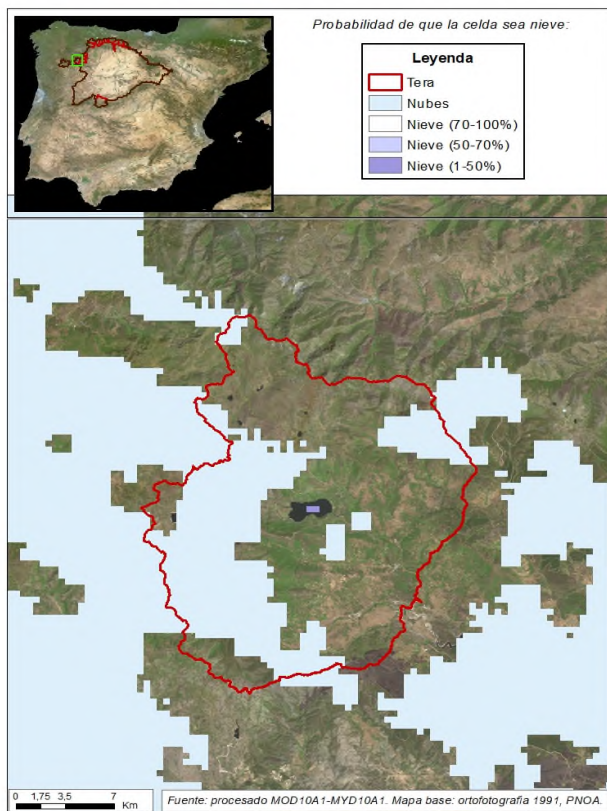 Probabilidad de que la celda sea nieve:
Leyenda
Tera
Nubes
Nieve (70-100%)
Nieve (50-70%)
Nieve (1-50%)
0 1,75 3,5 7
Km
Fuente: procesado MOD10A1-MYD10A1. Mapa base: ortofotografia 1991, PNOA